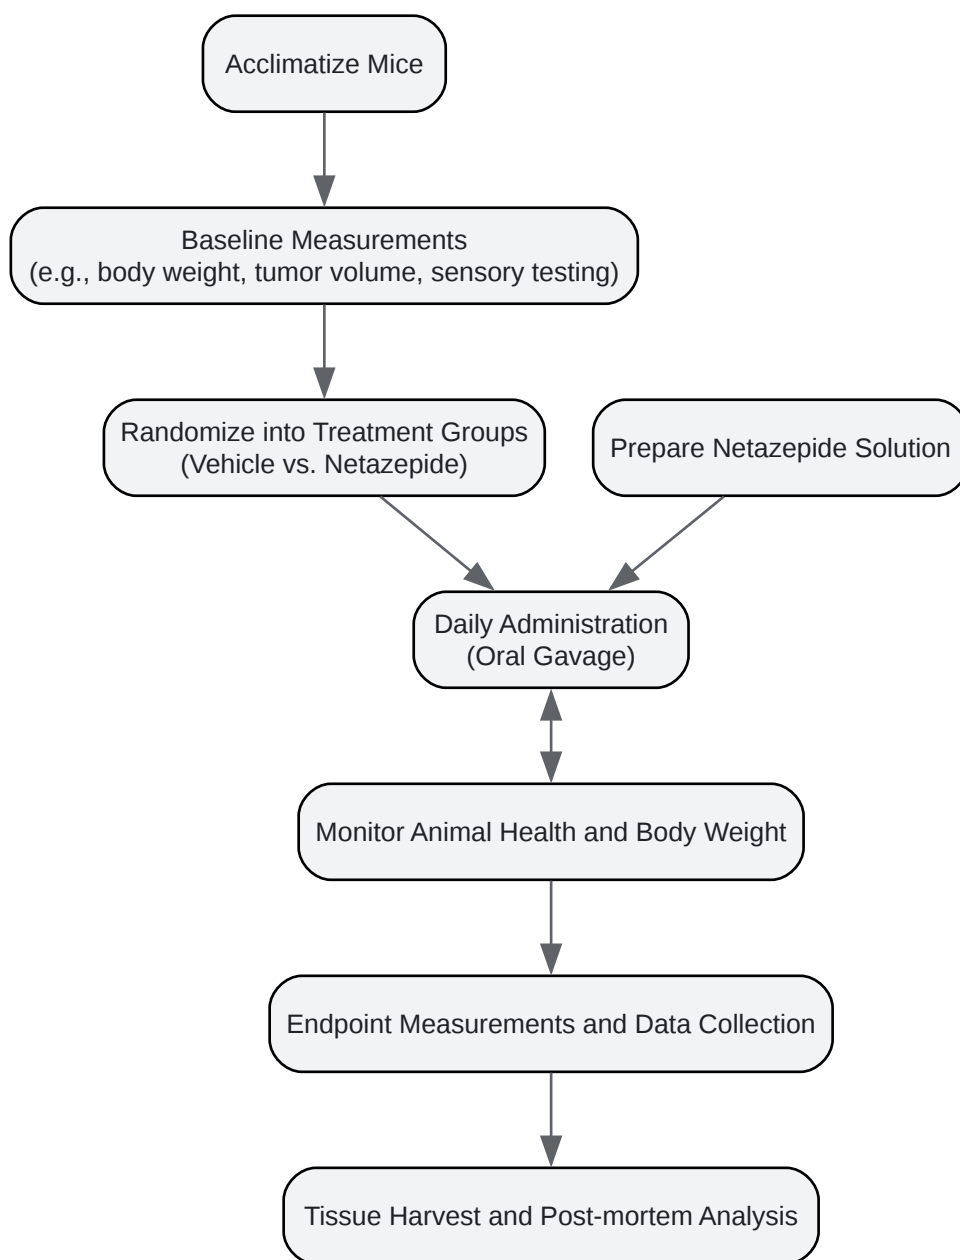 Acclimatize Mice
Baseline Measurements
(e.g., body weight, tumor volume, sensory testing)
Randomize into Treatment Groups
(Vehicle vs. Netazepide)
Prepare Netazepide Solution
Daily Administration
(Oral Gavage)
Monitor Animal Health and Body Weight
Endpoint Measurements and Data Collection
Tissue Harvest and Post-mortem Analysis